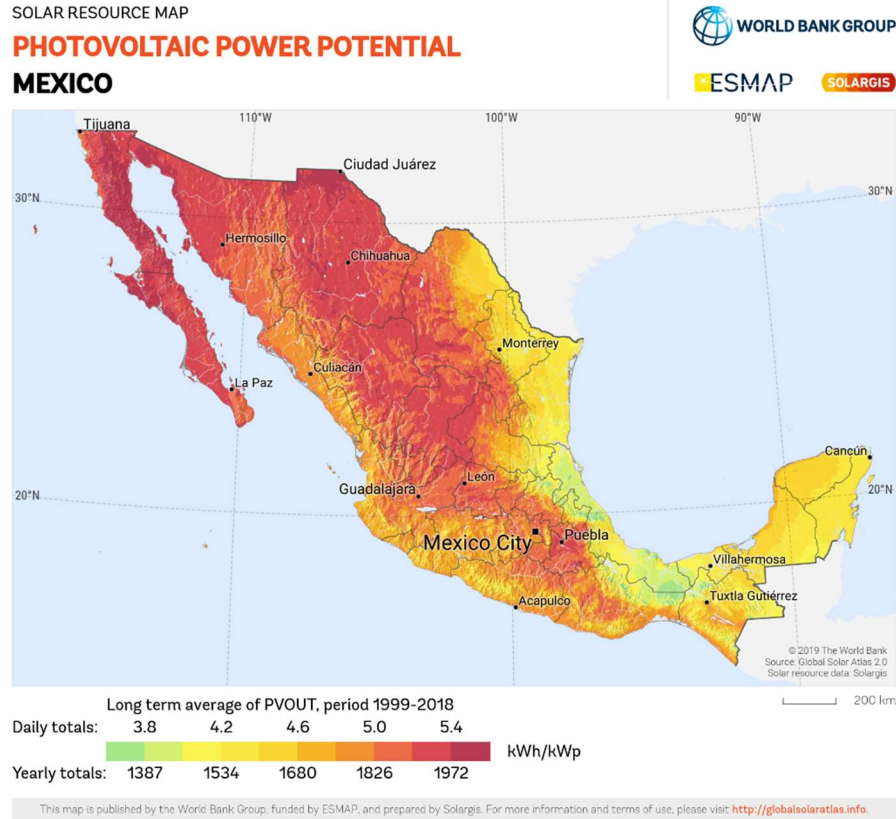 SOLAR RESOURCE MAP
PHOTOVOLTAIC POWER POTENTIAL
MEXICO
WORLD BANK GROUP
ESMAP
SOLARGIS
Tijuana
110°W
100°W
90°W
Ciudad Juárez
30°N
30°N
Hermosillo
Chihuahua
Monterrey
Culiacán
La Paz
Cancún
León
20°N
Guadalajara
20°N
Mexico City
Puebla
Villahermosa
Tuxtla Gutiérrez
Acapulco
© 2019 The World Bank
Source: Global Solar Atlas 2.0
Solar resource data: Solargis
200 km
Long term average of PVOUT, period 1999-2018
Daily totals: 3.8 4.2 4.6 5.0 5.4
kWh/kWp
Yearly totals: 1387 1534 1680 1826 1972
This map is published by the World Bank Group, funded by ESMAP, and prepared by Solargis. For more information and terms of use, please visit http://globalsolaratlas.info.